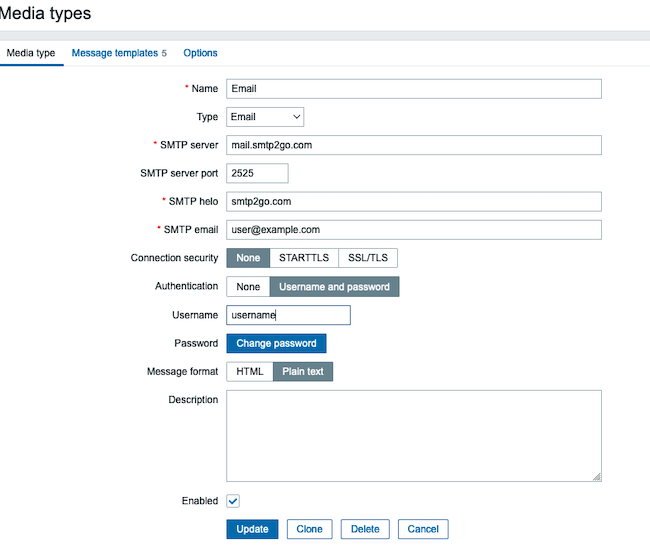 Media types
Media type Message templates 5 Options
* Name Email
Type Email
* SMTP server mail.smtp2go.com
SMTP server port 2525
* SMTP helo smtp2go.com
* SMTP email user@example.com
Connection security None STARTTLS SSL/TLS
Authentication None Username and password
Username username
Password Change password
Message format HTML Plain text
Description
Enabled
Update Clone Delete Cancel